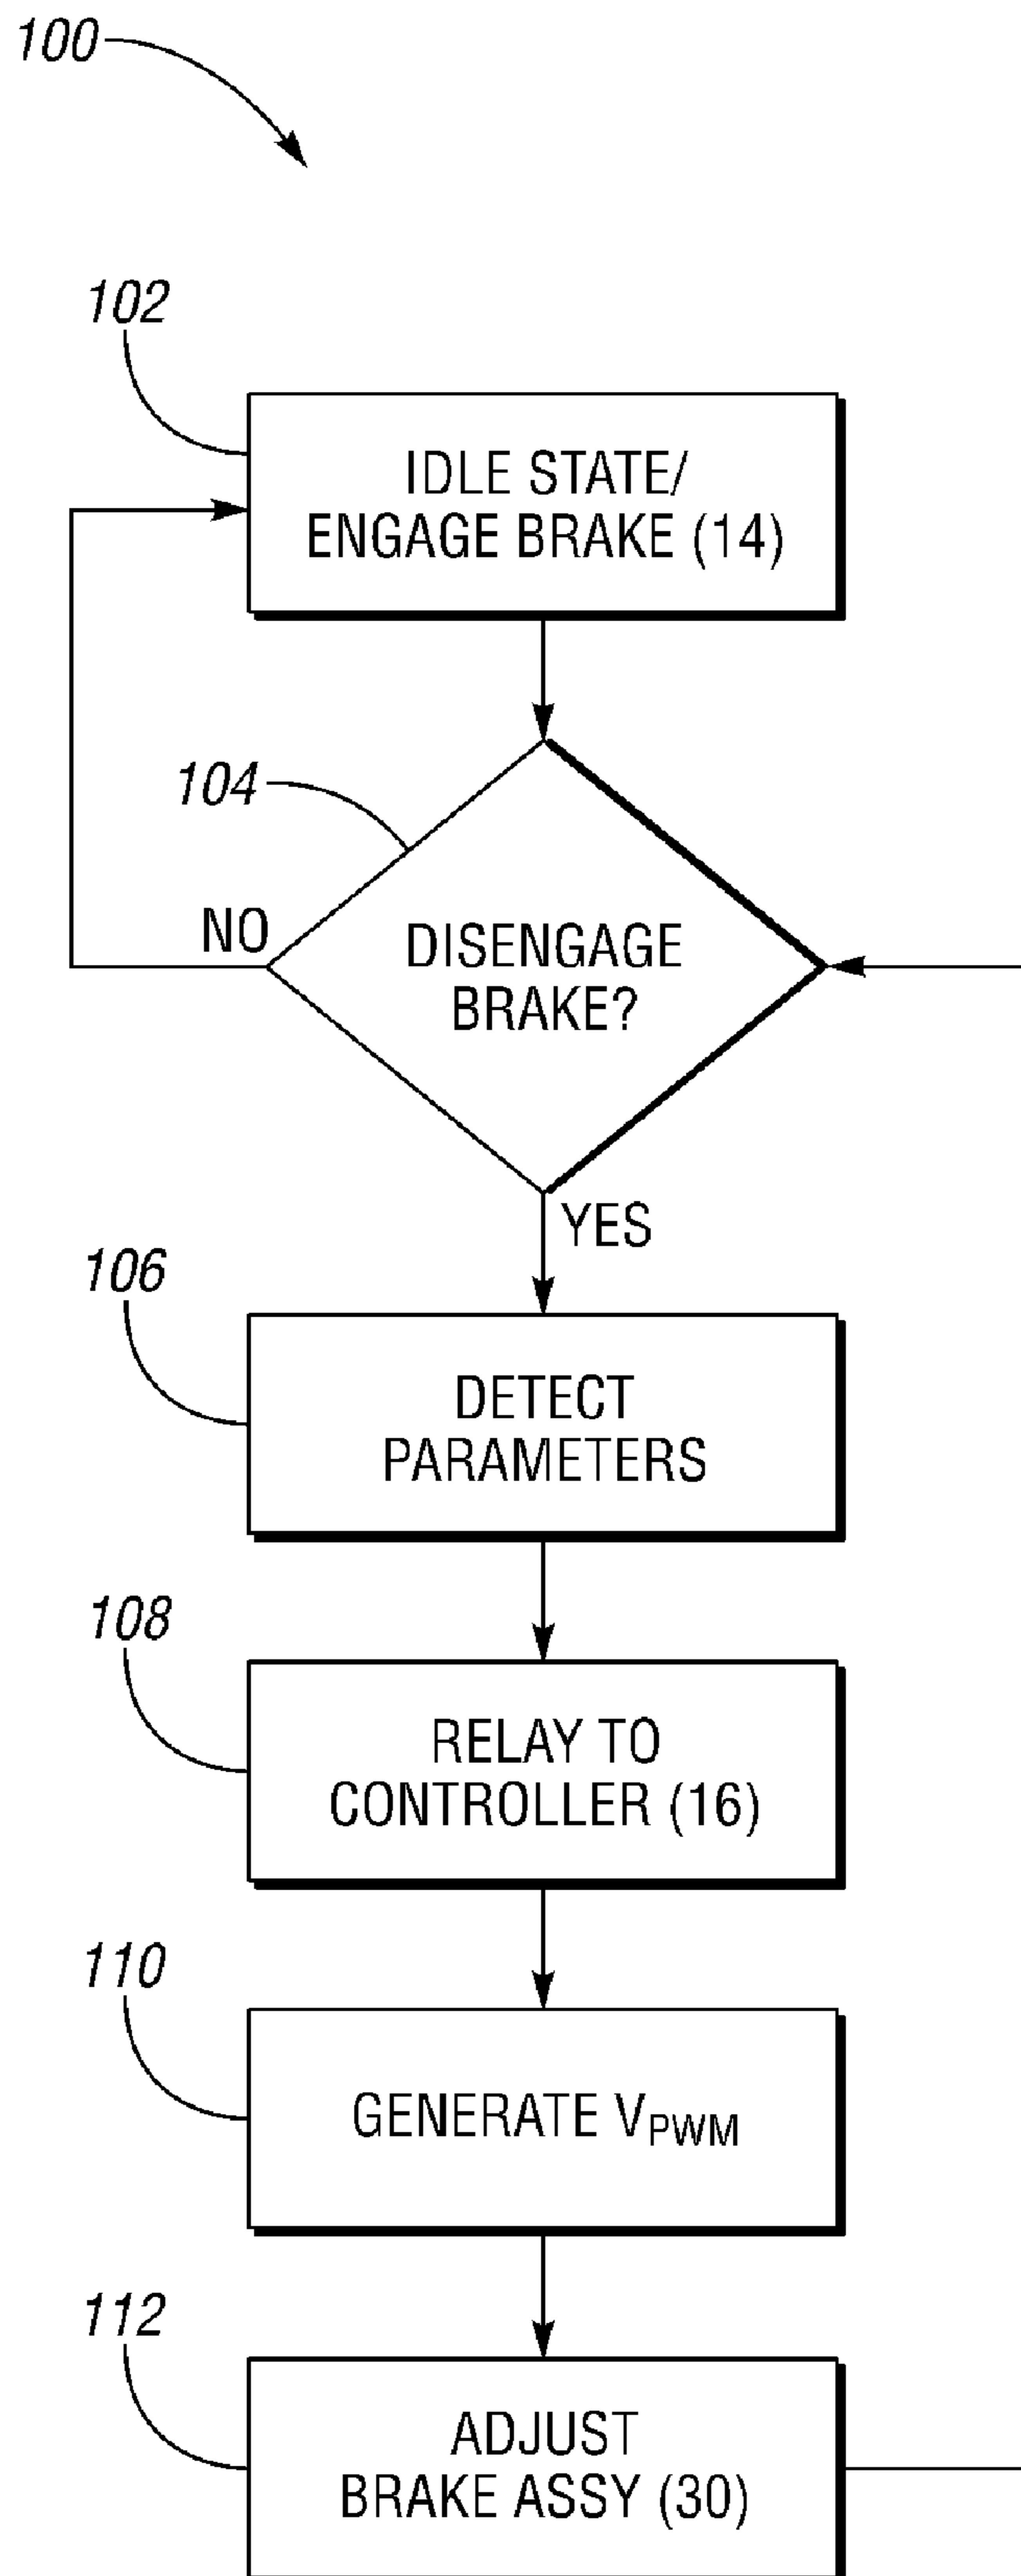 100
102
IDLE STATE/
ENGAGE BRAKE (14)
104
NO
DISENGAGE
BRAKE?
YES
106
DETECT
PARAMETERS
108
RELAY TO
CONTROLLER (16)
110
GENERATE VPWM
112
ADJUST
BRAKE ASSY (30)